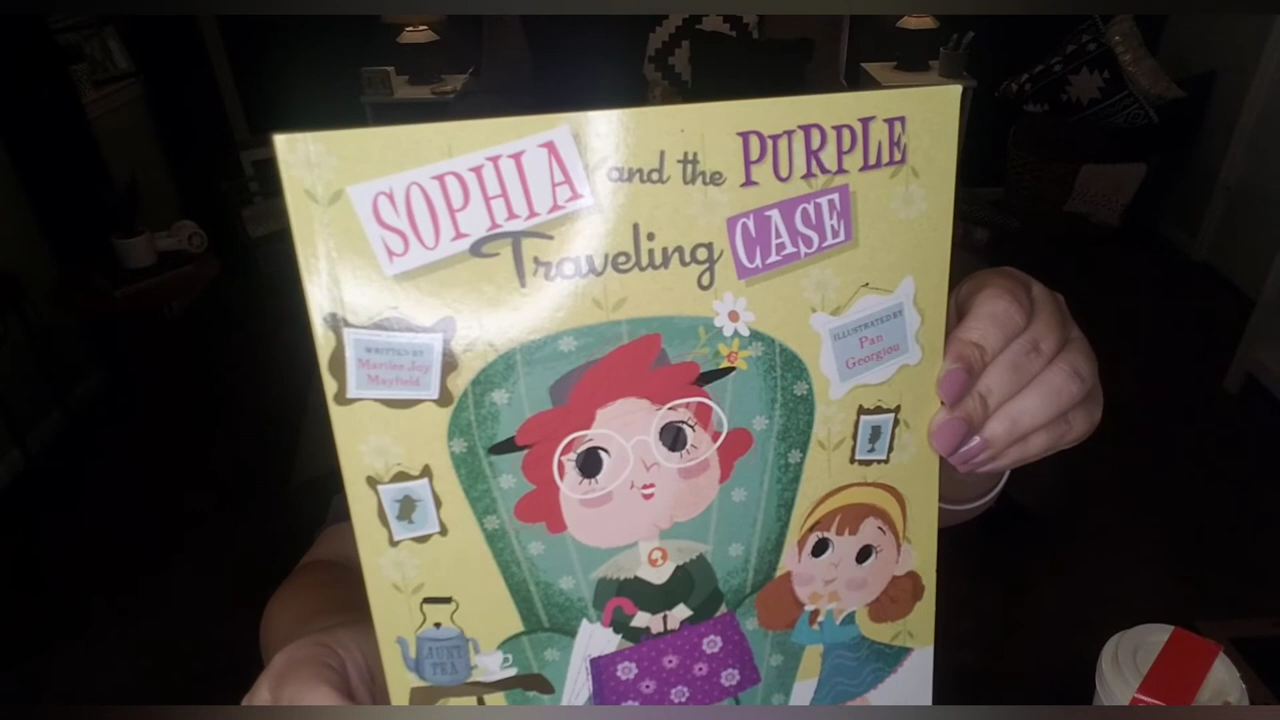 SOPHIA and the PURPLE
Traveling CASE
WRITTEN BY
Marilee Joy
Mayfield
ILLUSTRATED BY
Pan
Georgiou
AUNT
TEA